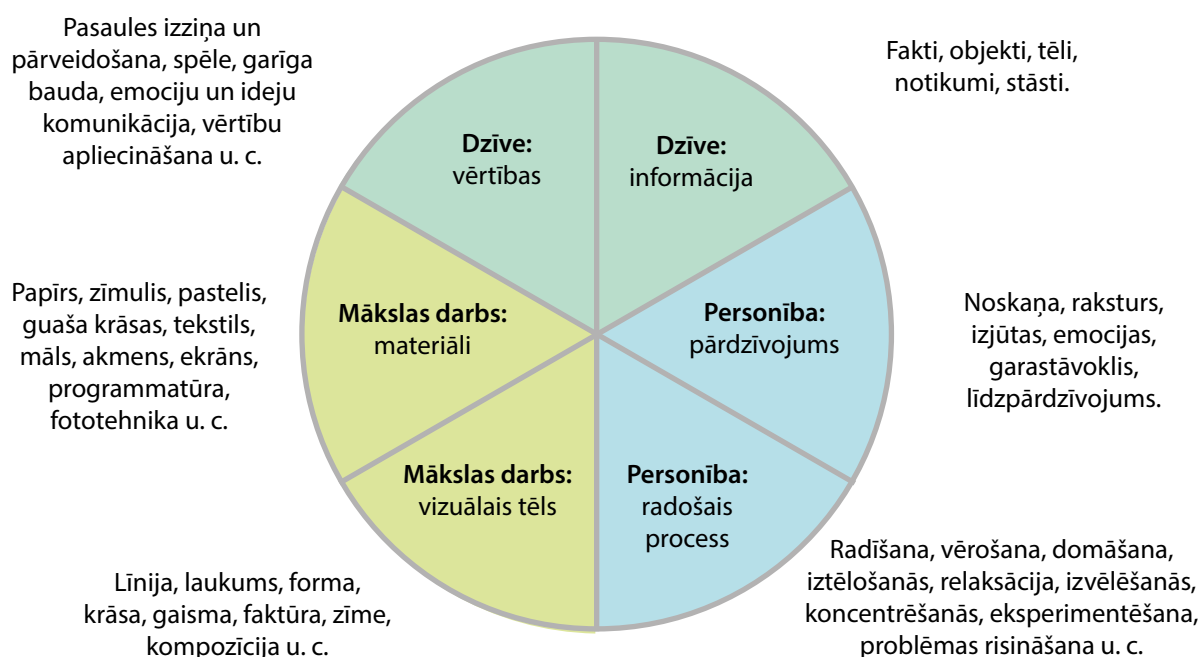 Pasaules izziņa un
pārveidošana, spēle, garīga
bauda, emociju un ideju
komunikācija, vērtību
apliecināšana u. c.
Fakti, objekti, tēli,
notikumi, stāsti.
Dzīve:
vērtības
Dzīve:
informācija
Papīrs, zīmulis, pastelis,
guaša krāsas, tekstils,
māls, akmens, ekrāns,
programmatūra,
fototehnika u. c.
Mākslas darbs:
materiāli
Personība:
pārdzīvojums
Noskaņa, raksturs,
izjūtas, emocijas,
garastāvoklis,
līdzpārdzīvojums.
Mākslas darbs:
vizuālais tēls
Personība:
radošais
process
Līnija, laukums, forma,
krāsa, gaisma, faktūra, zīme,
kompozīcija u. c.
Radīšana, vērošana, domāšana,
iztēlošanās, relaksācija, izvēlēšanās,
koncentrēšanās, eksperimentēšana,
problēmas risināšana u. c.